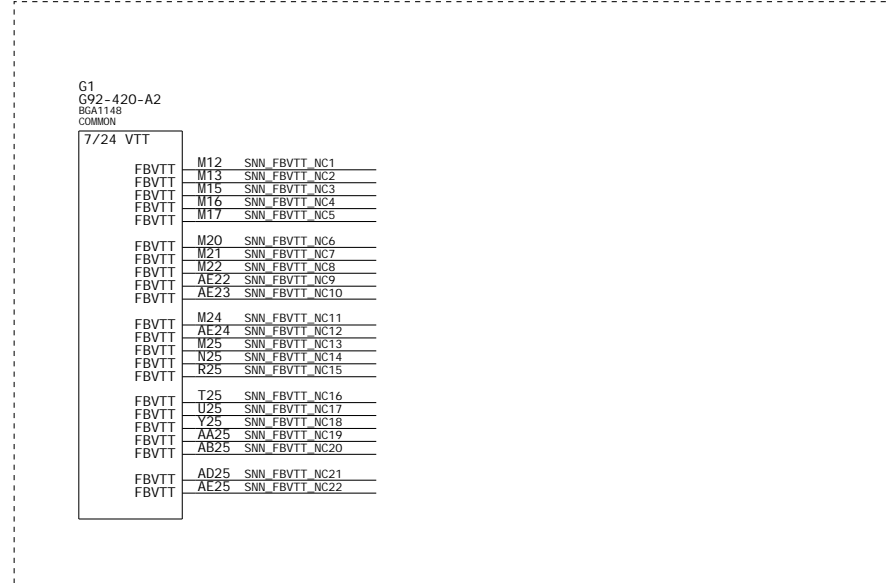 G1
G92-420-A2
BGA1148
COMMON
7/24 VTT
FBVTT M12 SNN_FBVTT_NC1
FBVTT M13 SNN_FBVTT_NC2
FBVTT M15 SNN_FBVTT_NC3
FBVTT M16 SNN_FBVTT_NC4
FBVTT M17 SNN_FBVTT_NC5
FBVTT M20 SNN_FBVTT_NC6
FBVTT M21 SNN_FBVTT_NC7
FBVTT M22 SNN_FBVTT_NC8
FBVTT AE22 SNN_FBVTT_NC9
FBVTT AE23 SNN_FBVTT_NC10
FBVTT M24 SNN_FBVTT_NC11
FBVTT AE24 SNN_FBVTT_NC12
FBVTT M25 SNN_FBVTT_NC13
FBVTT N25 SNN_FBVTT_NC14
FBVTT R25 SNN_FBVTT_NC15
FBVTT T25 SNN_FBVTT_NC16
FBVTT U25 SNN_FBVTT_NC17
FBVTT Y25 SNN_FBVTT_NC18
FBVTT AA25 SNN_FBVTT_NC19
FBVTT AB25 SNN_FBVTT_NC20
FBVTT AD25 SNN_FBVTT_NC21
FBVTT AE25 SNN_FBVTT_NC22